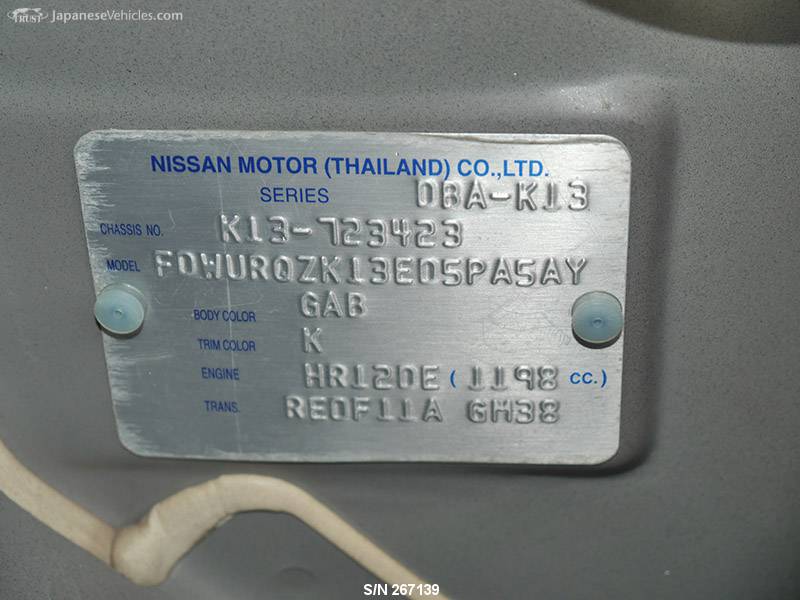 TRUST JapaneseVehicles.com
NISSAN MOTOR (THAILAND) CO.,LTD.
SERIES DBA-K13
CHASSIS NO. K13-723423
MODEL FDWURQZK13ED5PA5AY
BODY COLOR GAB
TRIM COLOR K
ENGINE HR12DE ( 1198 CC.)
TRANS. RE0F11A GH38
S/N 267139